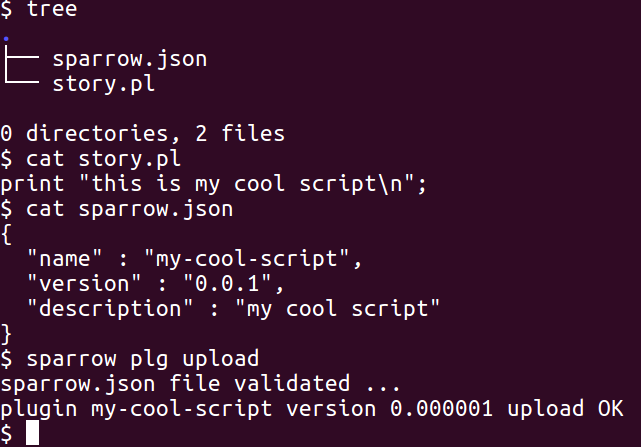 $ tree
.
├── sparrow.json
└── story.pl
0 directories, 2 files
$ cat story.pl
print "this is my cool script\n";
$ cat sparrow.json
{
  "name" : "my-cool-script",
  "version" : "0.0.1",
  "description" : "my cool script"
}
$ sparrow plg upload
sparrow.json file validated ...
plugin my-cool-script version 0.000001 upload OK
$